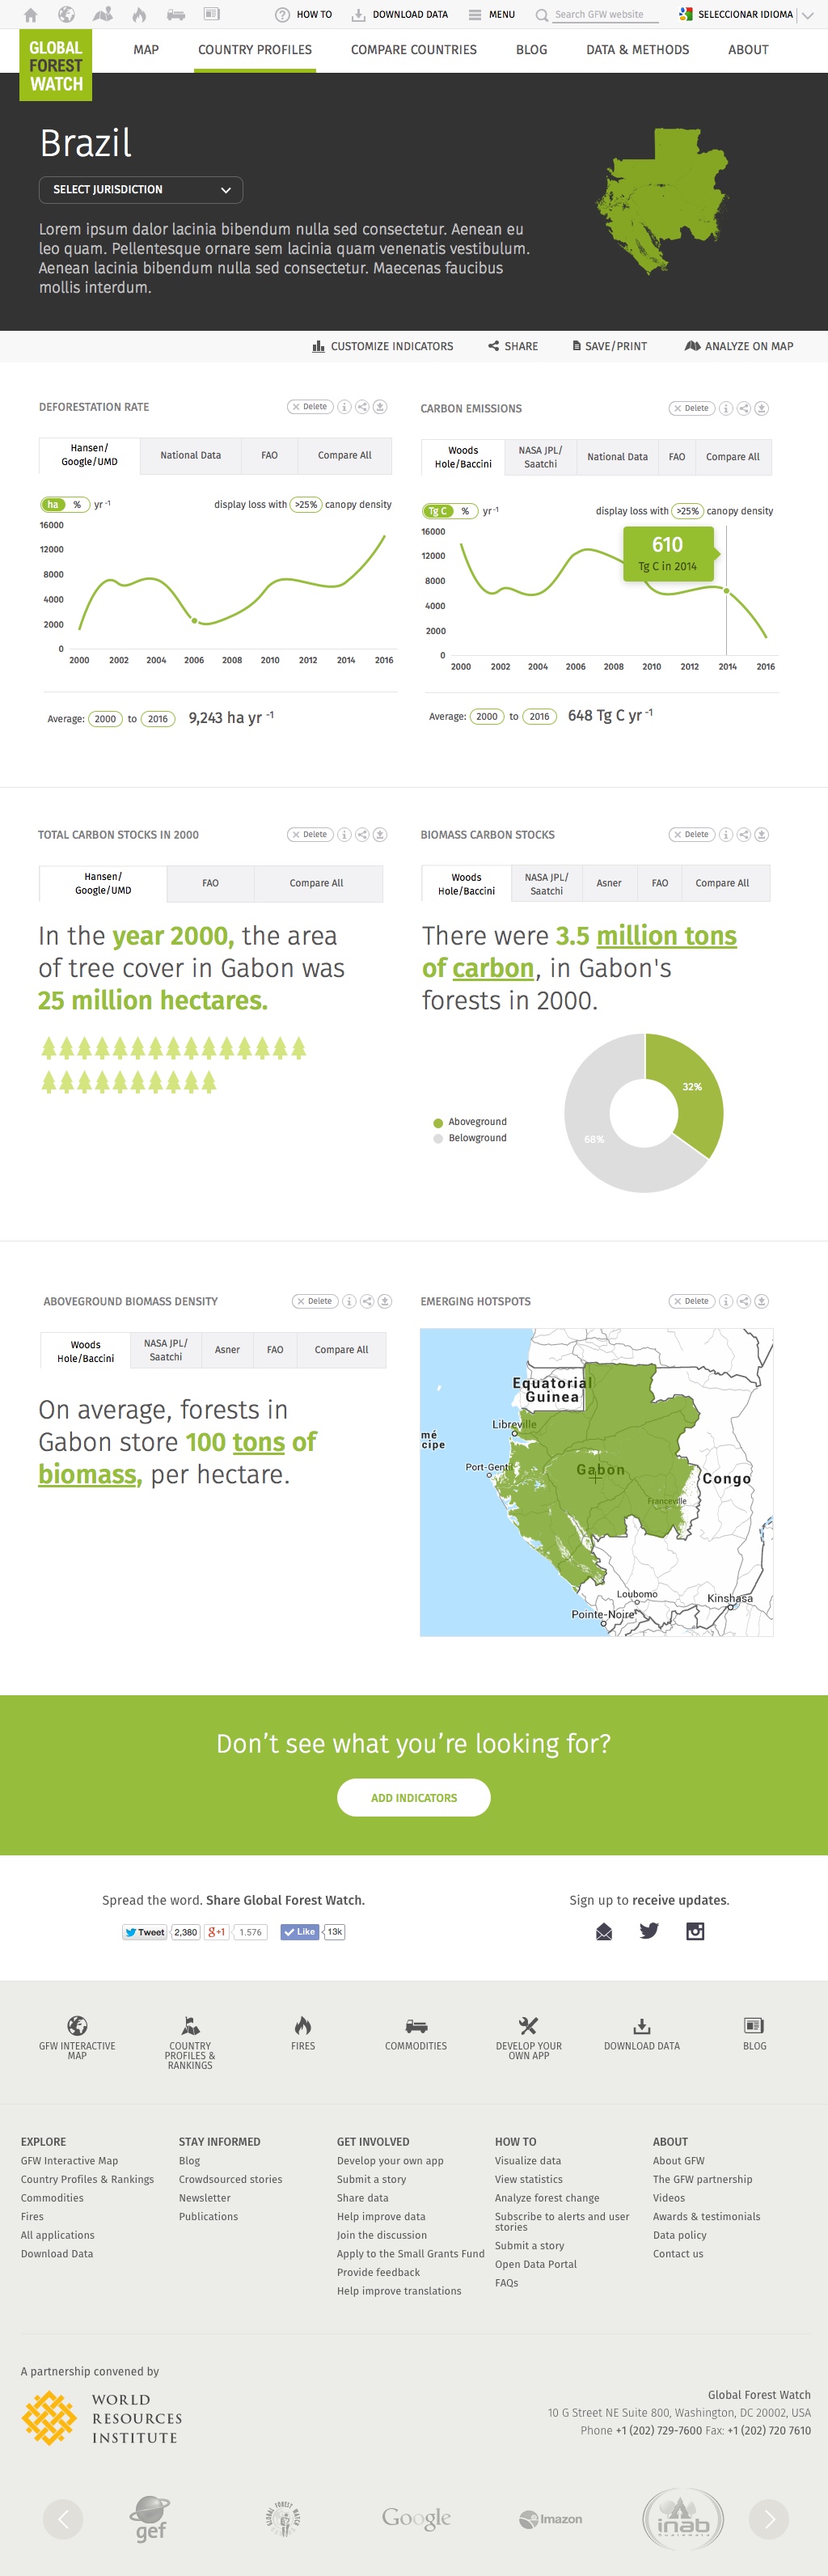 HOW TO
DOWNLOAD DATA
MENU
Search GFW website
SELECCIONAR IDIOMA
GLOBAL
FOREST
WATCH
MAP
COUNTRY PROFILES
COMPARE COUNTRIES
BLOG
DATA & METHODS
ABOUT
Brazil
SELECT JURISDICTION
Lorem ipsum dalor lacinia bibendum nulla sed consectetur. Aenean eu
leo quam. Pellentesque ornare sem lacinia quam venenatis vestibulum.
Aenean lacinia bibendum nulla sed consectetur. Maecenas faucibus
mollis interdum.
CUSTOMIZE INDICATORS
SHARE
SAVE/PRINT
ANALYZE ON MAP
DEFORESTATION RATE
Delete
Hansen/
Google/UMD
National Data
FAO
Compare All
ha % yr -1
display loss with >25% canopy density
16000
12000
8000
4000
2000
0
2000 2002 2004 2006 2008 2010 2012 2014 2016
Average: 2000 to 2016 9,243 ha yr -1
CARBON EMISSIONS
Delete
Woods
Hole/Baccini
NASA JPL/
Saatchi
National Data
FAO
Compare All
Tg C % yr -1
display loss with >25% canopy density
16000
12000
8000
4000
2000
0
610
Tg C in 2014
2000 2002 2004 2006 2008 2010 2012 2014 2016
Average: 2000 to 2016 648 Tg C yr -1
TOTAL CARBON STOCKS IN 2000
Delete
Hansen/
Google/UMD
FAO
Compare All
In the year 2000, the area
of tree cover in Gabon was
25 million hectares.
BIOMASS CARBON STOCKS
Delete
Woods
Hole/Baccini
NASA JPL/
Saatchi
Asner
FAO
Compare All
There were 3.5 million tons
of carbon, in Gabon's
forests in 2000.
32%
68%
Aboveground
Belowground
ABOVEGROUND BIOMASS DENSITY
Delete
Woods
Hole/Baccini
NASA JPL/
Saatchi
Asner
FAO
Compare All
On average, forests in
Gabon store 100 tons of
biomass, per hectare.
EMERGING HOTSPOTS
Delete
Equatorial
Guinea
Libreville
mé
cipe
Port-Gentil
Gabon
Congo
Franceville
Loubomo
Kinshasa
Pointe-Noire
Don’t see what you’re looking for?
ADD INDICATORS
Spread the word. Share Global Forest Watch.
Tweet 2,380 g+1 1.576 Like 13k
Sign up to receive updates.
GFW INTERACTIVE
MAP
COUNTRY
PROFILES &
RANKINGS
FIRES
COMMODITIES
DEVELOP YOUR
OWN APP
DOWNLOAD DATA
BLOG
EXPLORE
GFW Interactive Map
Country Profiles & Rankings
Commodities
Fires
All applications
Download Data
STAY INFORMED
Blog
Crowdsourced stories
Newsletter
Publications
GET INVOLVED
Develop your own app
Submit a story
Share data
Help improve data
Join the discussion
Apply to the Small Grants Fund
Provide feedback
Help improve translations
HOW TO
Visualize data
View statistics
Analyze forest change
Subscribe to alerts and user
stories
Submit a story
Open Data Portal
FAQs
ABOUT
About GFW
The GFW partnership
Videos
Awards & testimonials
Data policy
Contact us
A partnership convened by
WORLD
RESOURCES
INSTITUTE
Global Forest Watch
10 G Street NE Suite 800, Washington, DC 20002, USA
Phone +1 (202) 729-7600 Fax: +1 (202) 720 7610
gef
GLOBAL FOREST WATCH
Google
Imazon
inab
Guatemala